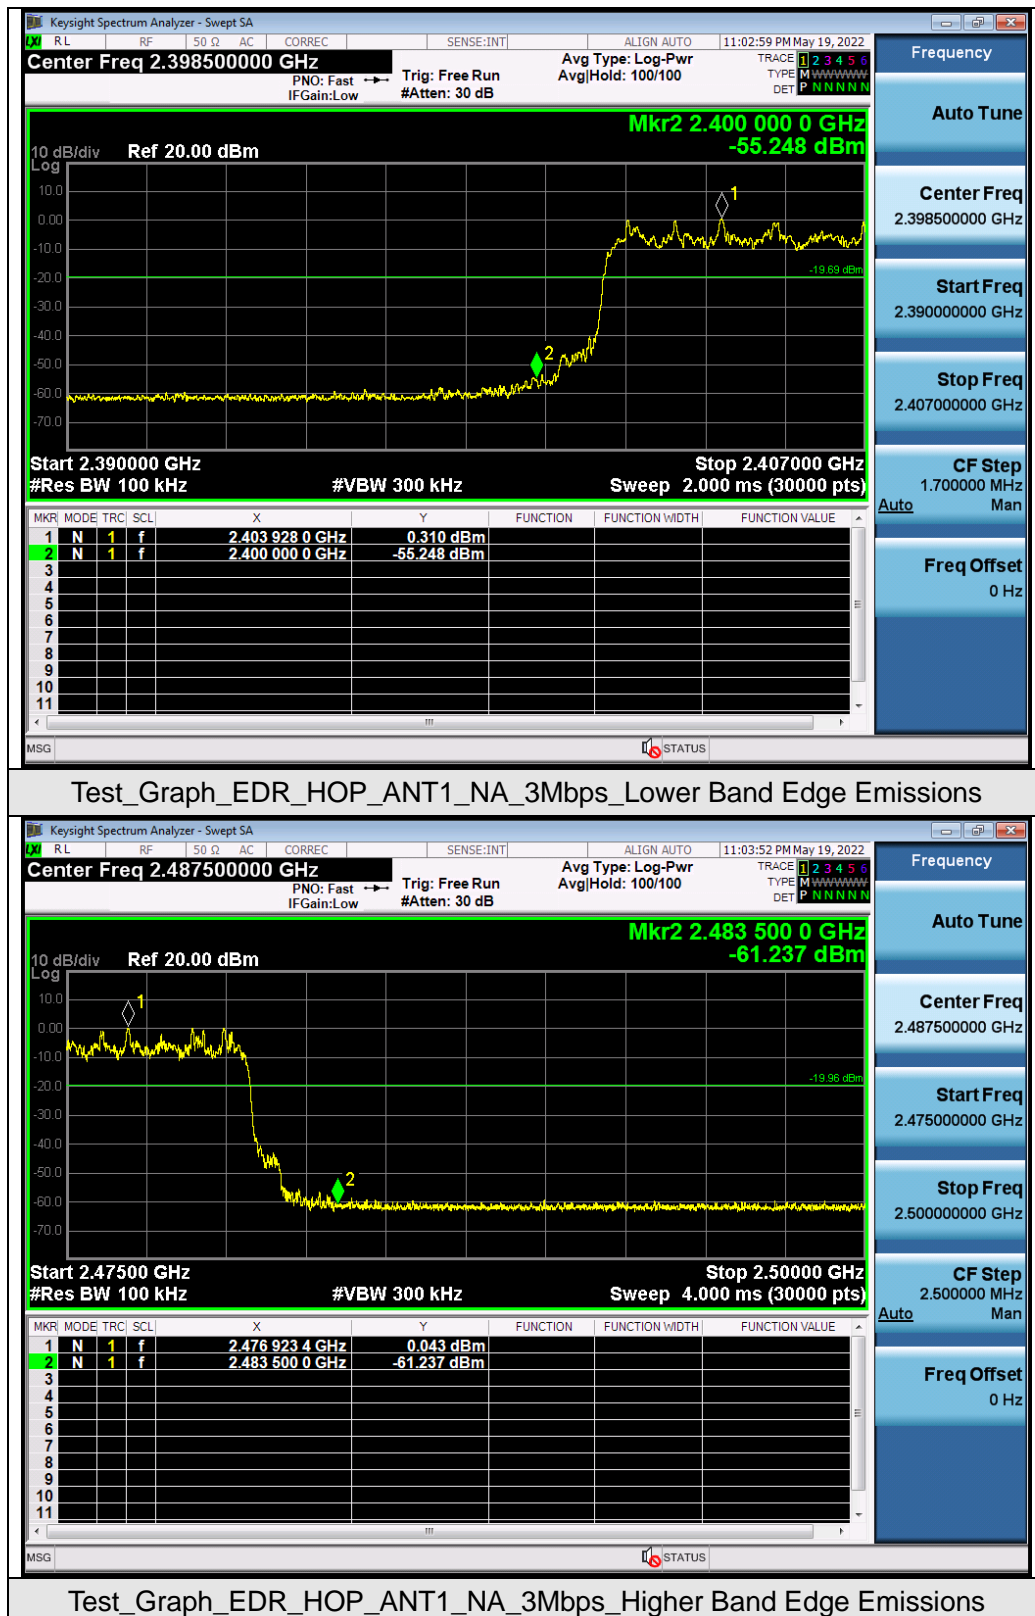 Keysight Spectrum Analyzer - Swept SA
LXI RL RF 50 Ω AC CORREC SENSE:INT ALIGN AUTO 11:02:59 PM May 19, 2022
Center Freq 2.398500000 GHz
PNO: Fast
IFGain:Low
Trig: Free Run
#Atten: 30 dB
Avg Type: Log-Pwr
Avg|Hold: 100/100
TRACE 1 2 3 4 5 6
TYPE M WWWWW
DET P N N N N N
Frequency
Auto Tune
Center Freq
2.398500000 GHz
Start Freq
2.390000000 GHz
Stop Freq
2.407000000 GHz
CF Step
1.700000 MHz
Auto Man
Freq Offset
0 Hz
Mkr2 2.400 000 0 GHz
-55.248 dBm
10 dB/div Ref 20.00 dBm
Log
10.0
0.00
-10.0
-20.0
-30.0
-40.0
-50.0
-60.0
-70.0
1
-19.69 dBm
2
Start 2.390000 GHz Stop 2.407000 GHz
#Res BW 100 kHz #VBW 300 kHz Sweep 2.000 ms (30000 pts)
MKR MODE TRC SCL X Y FUNCTION FUNCTION WIDTH FUNCTION VALUE
1 N 1 f 2.403 928 0 GHz 0.310 dBm
2 N 1 f 2.400 000 0 GHz -55.248 dBm
3
4
5
6
7
8
9
10
11
MSG STATUS
Test_Graph_EDR_HOP_ANT1_NA_3Mbps_Lower Band Edge Emissions
Keysight Spectrum Analyzer - Swept SA
LXI RL RF 50 Ω AC CORREC SENSE:INT ALIGN AUTO 11:03:52 PM May 19, 2022
Center Freq 2.487500000 GHz
PNO: Fast
IFGain:Low
Trig: Free Run
#Atten: 30 dB
Avg Type: Log-Pwr
Avg|Hold: 100/100
TRACE 1 2 3 4 5 6
TYPE M WWWWW
DET P N N N N N
Frequency
Auto Tune
Center Freq
2.487500000 GHz
Start Freq
2.475000000 GHz
Stop Freq
2.500000000 GHz
CF Step
2.500000 MHz
Auto Man
Freq Offset
0 Hz
Mkr2 2.483 500 0 GHz
-61.237 dBm
10 dB/div Ref 20.00 dBm
Log
10.0
0.00
-10.0
-20.0
-30.0
-40.0
-50.0
-60.0
-70.0
1
-19.96 dBm
2
Start 2.47500 GHz Stop 2.50000 GHz
#Res BW 100 kHz #VBW 300 kHz Sweep 4.000 ms (30000 pts)
MKR MODE TRC SCL X Y FUNCTION FUNCTION WIDTH FUNCTION VALUE
1 N 1 f 2.476 923 4 GHz 0.043 dBm
2 N 1 f 2.483 500 0 GHz -61.237 dBm
3
4
5
6
7
8
9
10
11
MSG STATUS
Test_Graph_EDR_HOP_ANT1_NA_3Mbps_Higher Band Edge Emissions